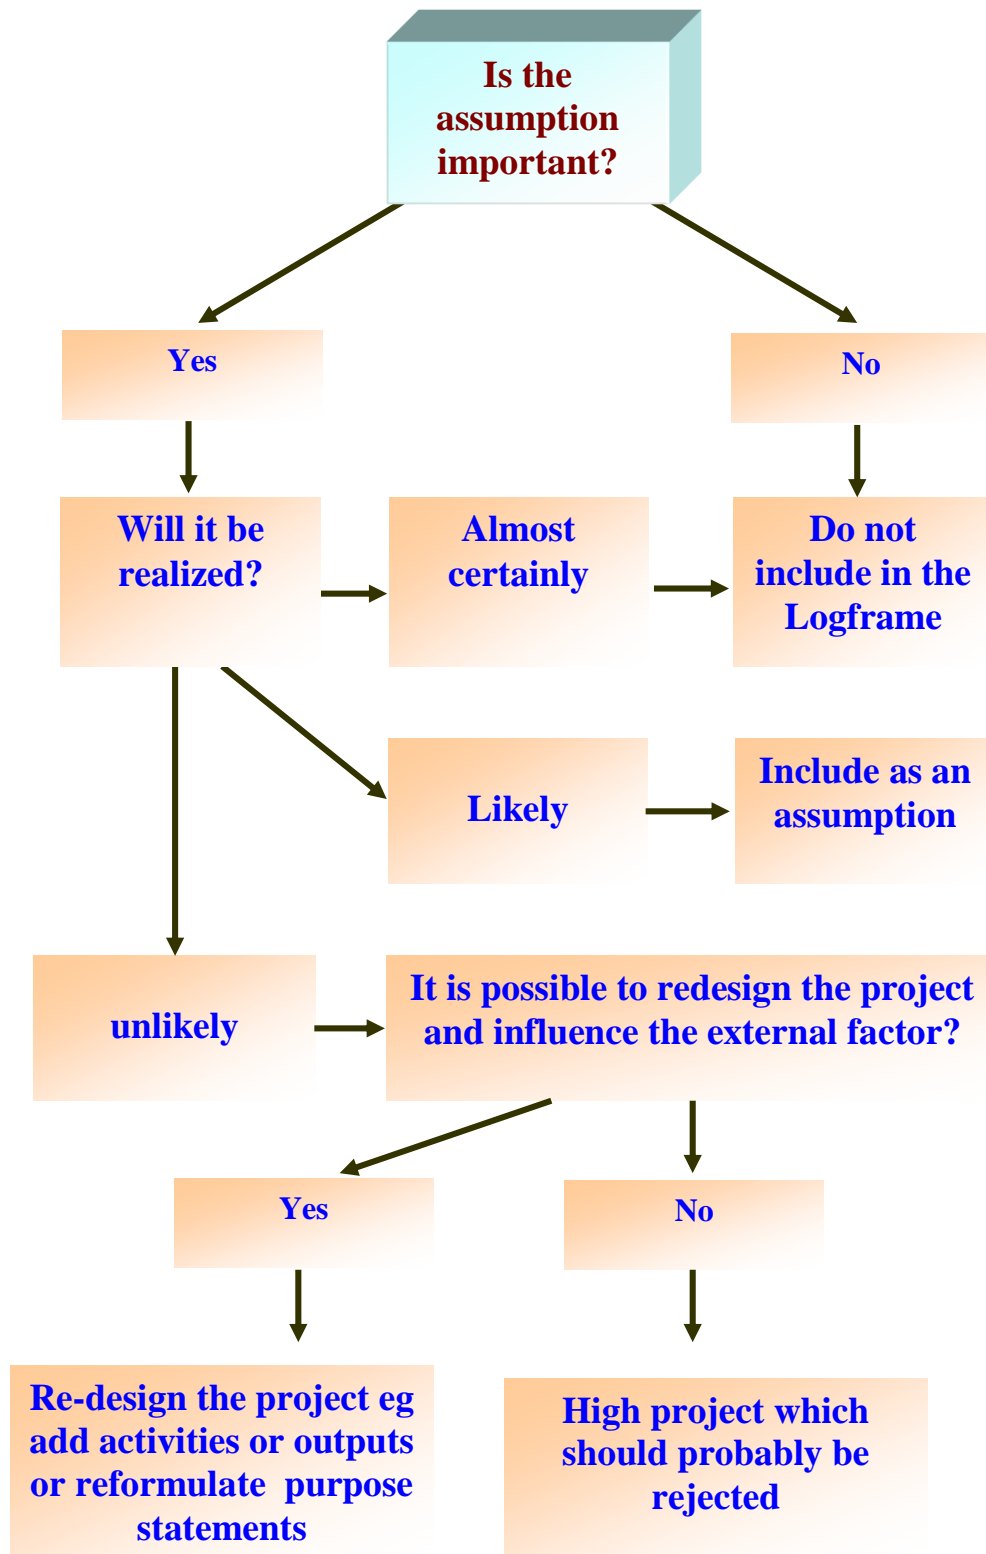 Is the
assumption
important?
Yes
No
Will it be
realized?
Almost
certainly
Do not
include in the
Logframe
Likely
Include as an
assumption
unlikely
It is possible to redesign the project
and influence the external factor?
Yes
No
Re-design the project eg
add activities or outputs
or reformulate  purpose
statements
High project which
should probably be
rejected